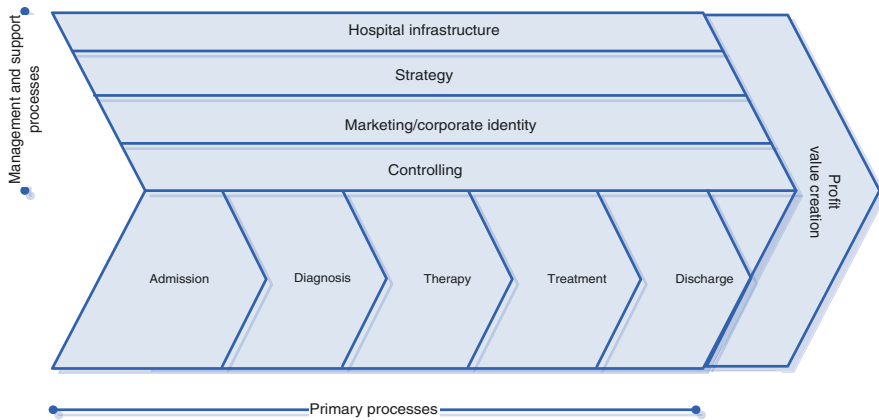 Management and support
processes
Hospital infrastructure
Strategy
Marketing/corporate identity
Controlling
Profit
value creation
Admission
Diagnosis
Therapy
Treatment
Discharge
Primary processes